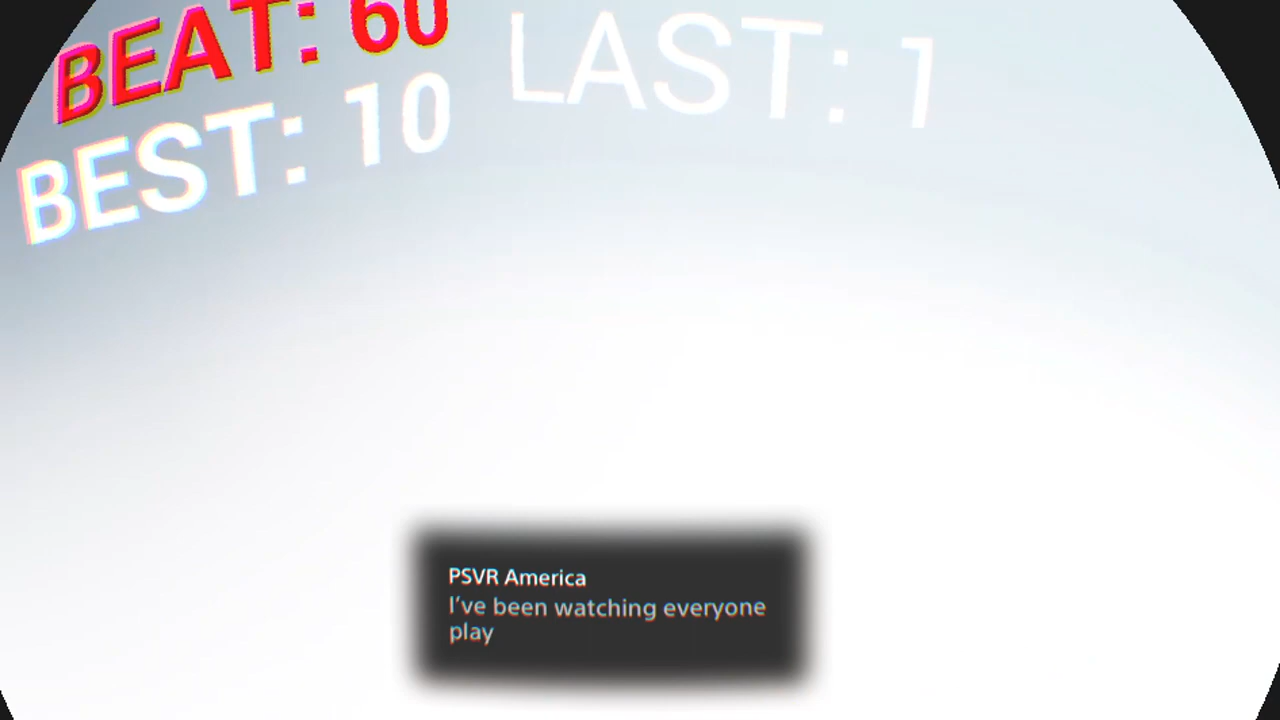 BEAT: 60
BEST: 10
LAST: 1
PSVR America
I've been watching everyone
play